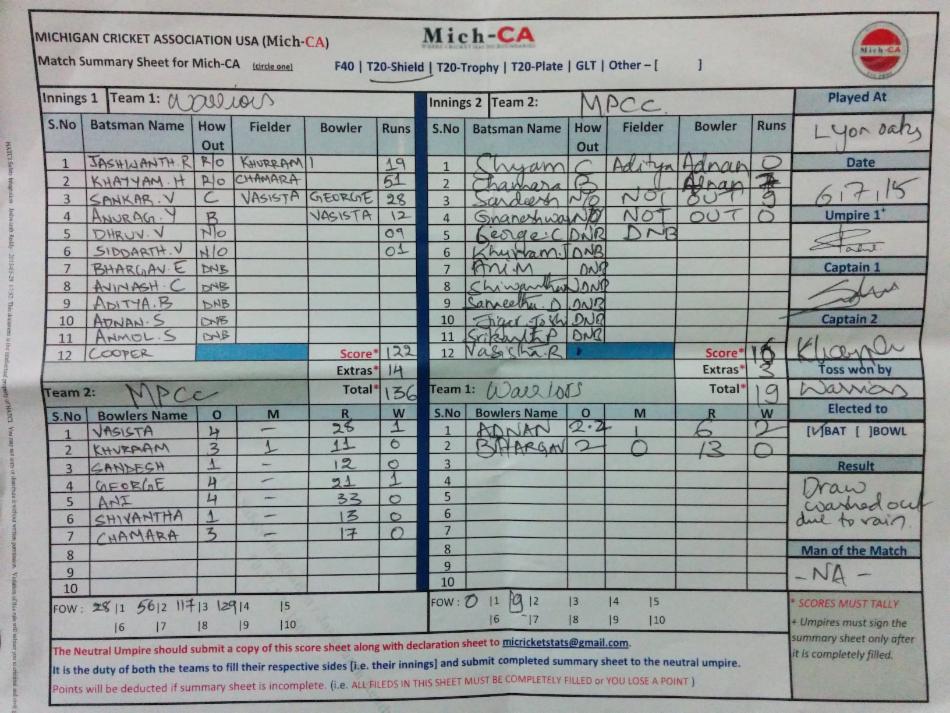 MICHIGAN CRICKET ASSOCIATION USA (Mich-CA)
Mich-CA
Match Summary Sheet for Mich-CA (circle one) F40 | T20-Shield | T20-Trophy | T20-Plate | GLT | Other – [ ]
Mich-CA
Innings 1 Team 1: Warriors
S.No Batsman Name How Out Fielder Bowler Runs
1 JASHWANTH.R R/O KHURRAM 19
2 KHATYAM.H R/O CHAMARA 51
3 SANKAR.V C VASISTA GEORGE 28
4 ANURAG.Y B VASISTA 12
5 DHRUV.V N/O 09
6 SIDDARTH.V N/O 01
7 BHARGAV.E DNB
8 AVINASH.C DNB
9 ADITYA.B DNB
10 ADNAN.S DNB
11 ANMOL.S DNB
12 COOPER Score* 122
Extras* 14
Total* 136
Team 2: MPCC
S.No Bowlers Name O M R W
1 VASISTA 4 – 28 1
2 KHURRAM 3 1 11 0
3 SANDESH 1 – 12 0
4 GEORGE 4 – 21 1
5 ANI 4 – 33 0
6 SHIVANTHA 1 – 13 0
7 CHAMARA 3 – 17 0
8
9
10
FOW: 28 |1 56 |2 117 |3 129 |4 |5
|6 |7 |8 |9 |10
Innings 2 Team 2: MPCC
S.No Batsman Name How Out Fielder Bowler Runs
1 Shyam C Aditya Adnan 0
2 Chamara B Adnan
3 Sandeesh N/O NOT OUT 9
4 Gnaneshwar N/O NOT OUT 0
5 George.C DNB DNB
6 Khurram.J DNB
7 Ani.M DNB
8 Shivantha DNB
9 Sameetha.D DNB
10 Jiger Joshi DNB
11 Srikanth.P DNB
12 Vasista.R Score* 16
Extras* 3
Total* 19
Team 1: Warriors
S.No Bowlers Name O M R W
1 ADNAN 2.2 1 6 2
2 BHARGAV 2 0 13 0
3
4
5
6
7
8
9
10
FOW: 0 |1 9 |2 |3 |4 |5
|6 |7 |8 |9 |10
Played At
Lyon oaks
Date
6,7,15
Umpire 1+
Captain 1
Captain 2
Toss won by
Warriors
Elected to
[✓]BAT [ ]BOWL
Result
Draw
washed out
due to rain.
Man of the Match
-NA-
* SCORES MUST TALLY
+ Umpires must sign the
summary sheet only after
it is completely filled.
The Neutral Umpire should submit a copy of this score sheet along with declaration sheet to micricketstats@gmail.com.
It is the duty of both the teams to fill their respective sides [i.e. their innings] and submit completed summary sheet to the neutral umpire.
Points will be deducted if summary sheet is incomplete. (i.e. ALL FILEDS IN THIS SHEET MUST BE COMPLETELY FILLED or YOU LOSE A POINT )